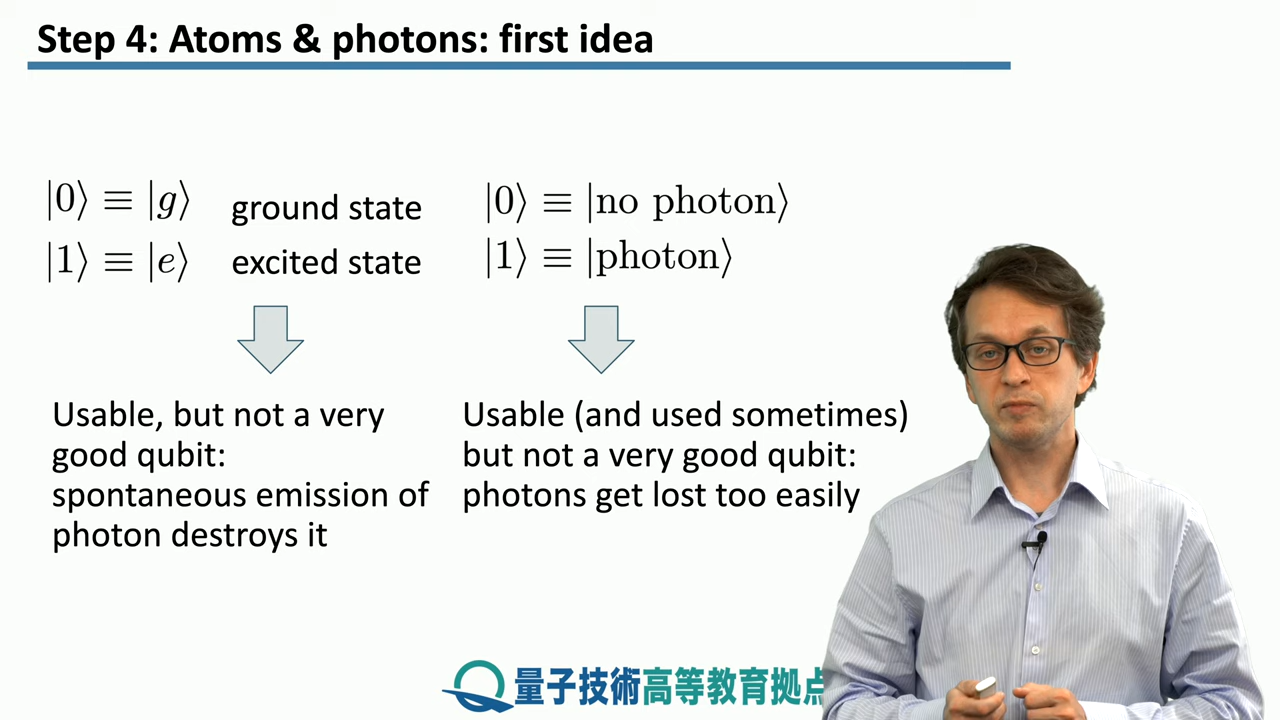 Step 4: Atoms & photons: first idea
|0⟩ ≡ |g⟩ ground state
|1⟩ ≡ |e⟩ excited state
|0⟩ ≡ |no photon⟩
|1⟩ ≡ |photon⟩
Usable, but not a very
good qubit:
spontaneous emission of
photon destroys it
Usable (and used sometimes)
but not a very good qubit:
photons get lost too easily
量子技術高等教育拠点